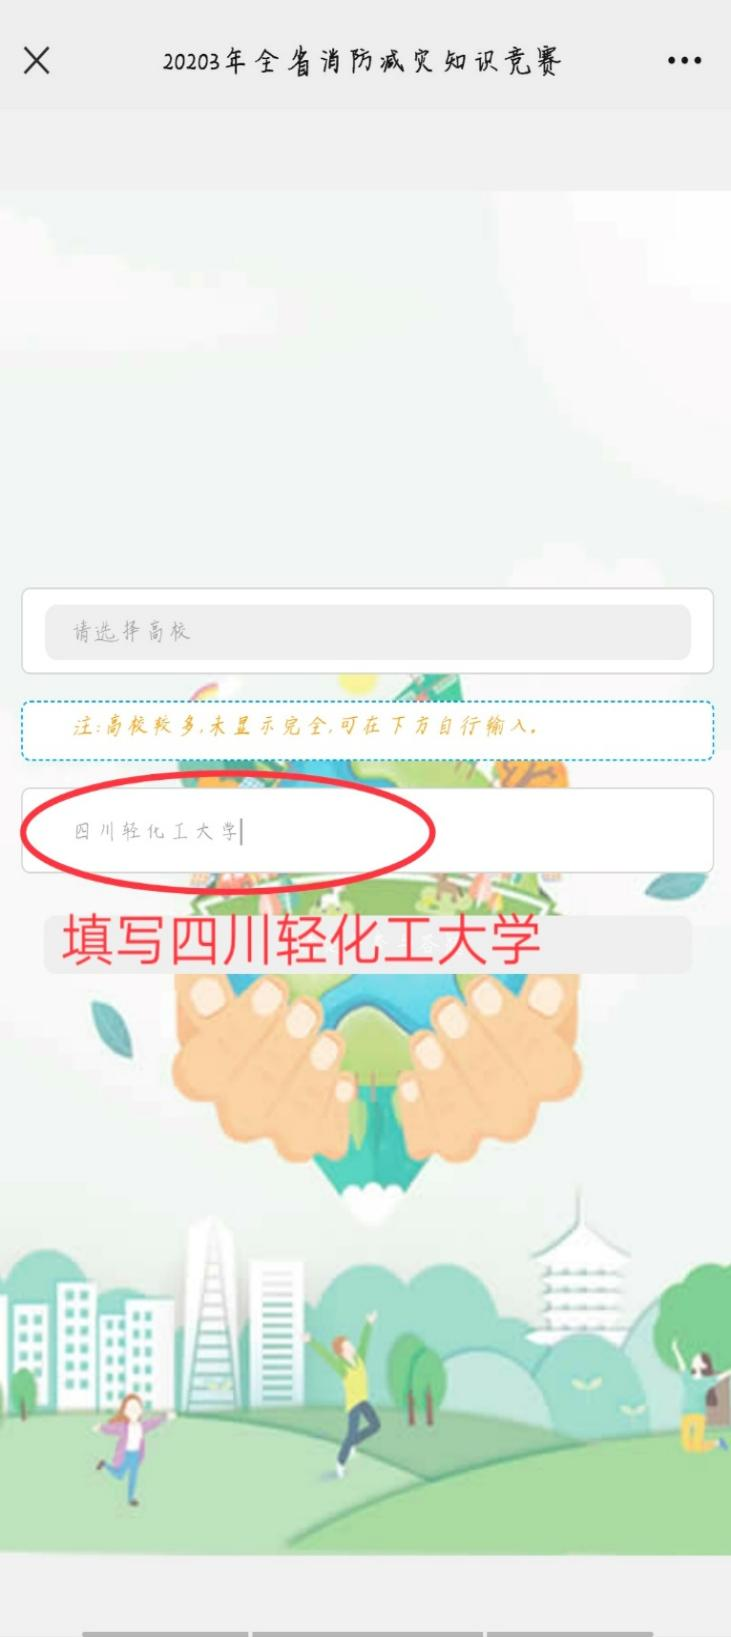 20203年全省消防减灾知识竞赛
请选择高校
注:高校较多,未显示完全,可在下方自行输入。
四川轻化工大学
填写四川轻化工大学